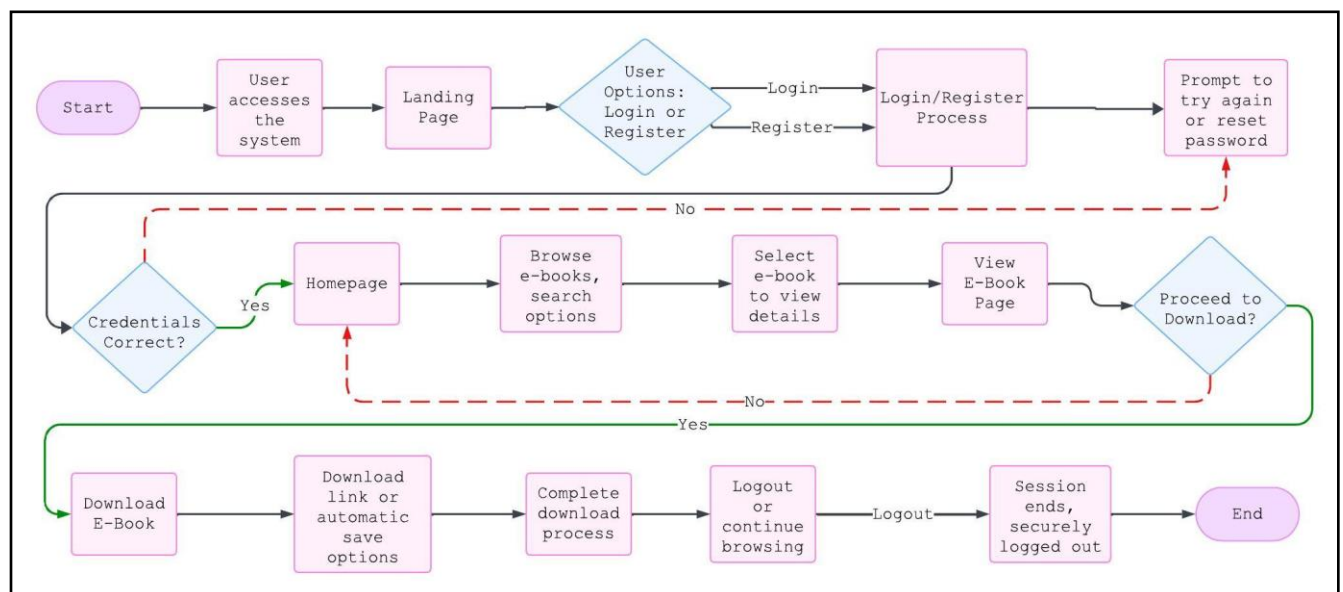 Start
User
accesses
the
system
Landing
Page
User
Options:
Login or
Register
Login
Register
Login/Register
Process
Prompt to
try again
or reset
password
No
Credentials
Correct?
Yes
Homepage
Browse
e-books,
search
options
Select
e-book
to view
details
View
E-Book
Page
Proceed to
Download?
No
Yes
Download
E-Book
Download
link or
automatic
save
options
Complete
download
process
Logout
or
continue
browsing
Logout
Session
ends,
securely
logged out
End